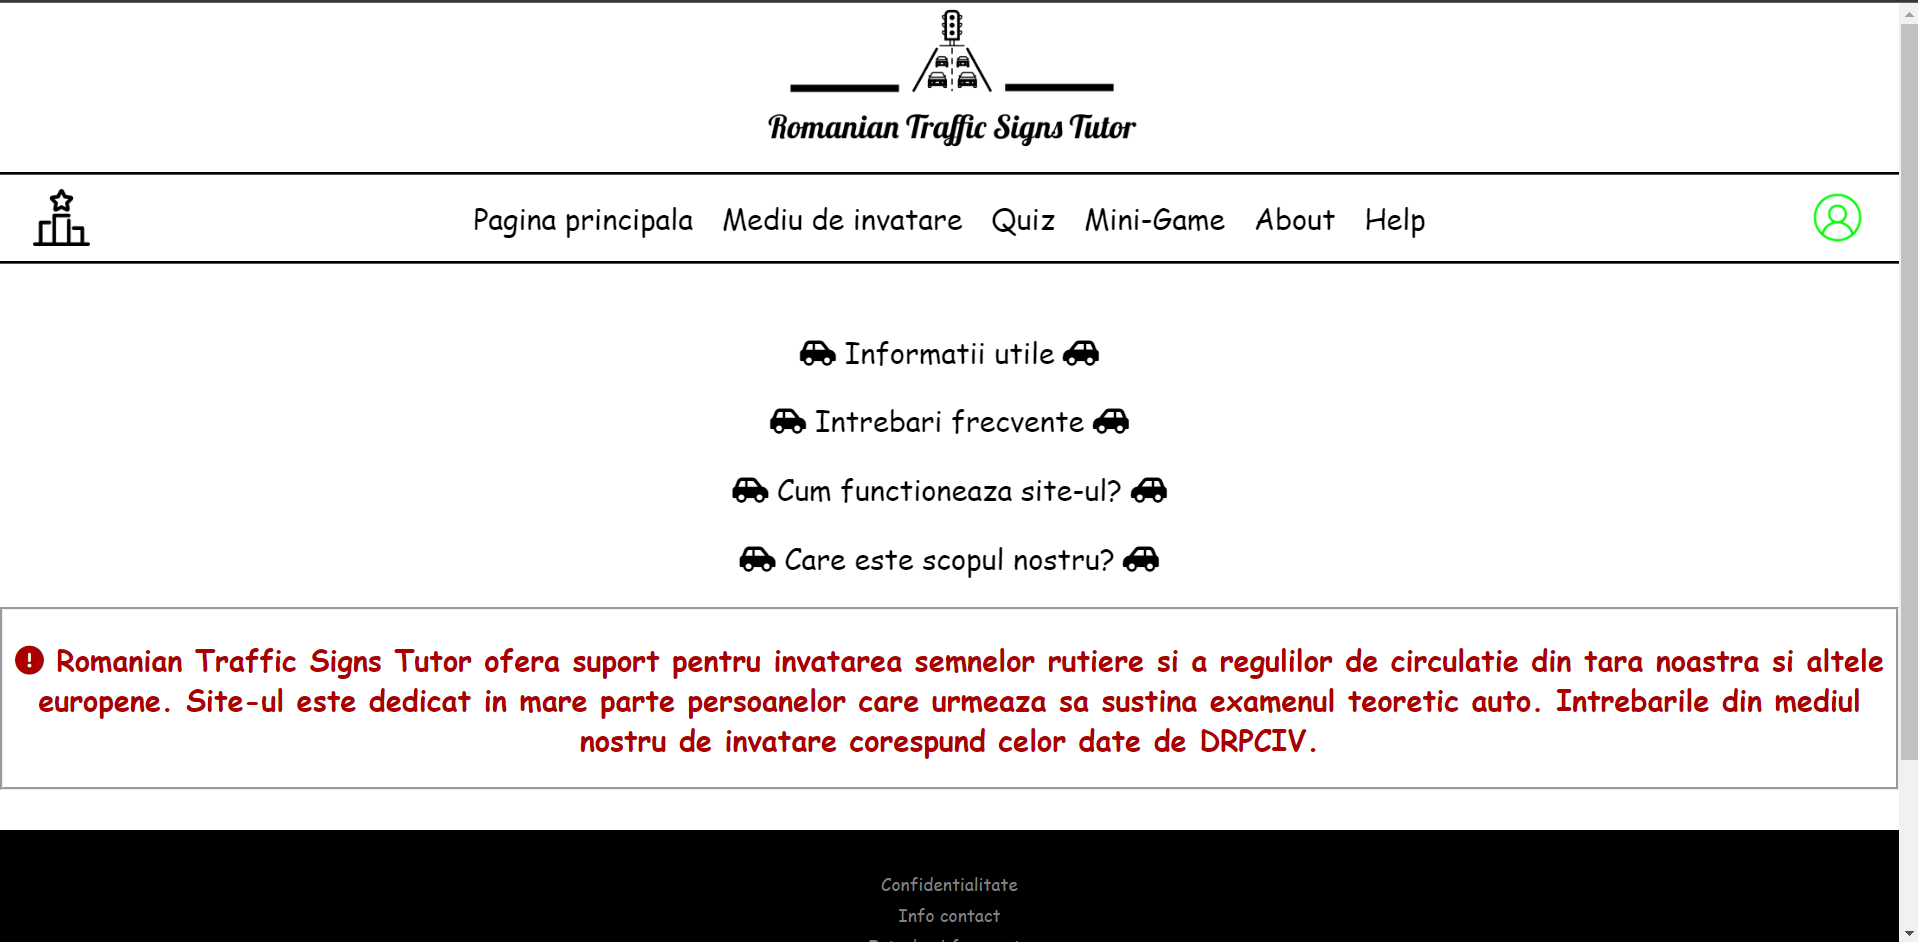 Romanian Traffic Signs Tutor
Pagina principala Mediu de invatare Quiz Mini-Game About Help
Informatii utile
Intrebari frecvente
Cum functioneaza site-ul?
Care este scopul nostru?
Romanian Traffic Signs Tutor ofera suport pentru invatarea semnelor rutiere si a regulilor de circulatie din tara noastra si altele
europene. Site-ul este dedicat in mare parte persoanelor care urmeaza sa sustina examenul teoretic auto. Intrebarile din mediul
nostru de invatare corespund celor date de DRPCIV.
Confidentialitate
Info contact